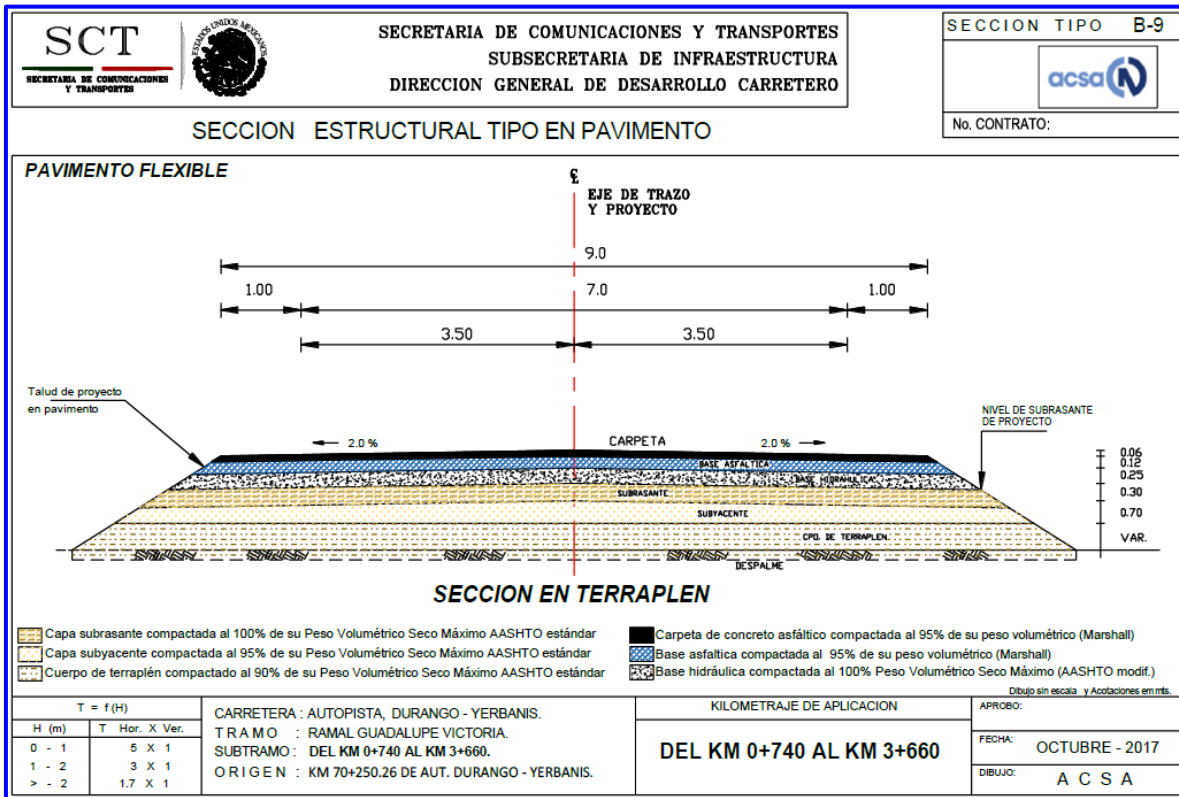 SCT
SECRETARIA DE COMUNICACIONES
Y TRANSPORTES
ESTADOS UNIDOS MEXICANOS
SECRETARIA DE COMUNICACIONES Y TRANSPORTES
SUBSECRETARIA DE INFRAESTRUCTURA
DIRECCION GENERAL DE DESARROLLO CARRETERO
SECCION TIPO B-9
acsa
No. CONTRATO:
SECCION ESTRUCTURAL TIPO EN PAVIMENTO
PAVIMENTO FLEXIBLE
℄
EJE DE TRAZO
Y PROYECTO
9.0
1.00 7.0 1.00
3.50 3.50
Talud de proyecto
en pavimento
NIVEL DE SUBRASANTE
DE PROYECTO
2.0 % CARPETA 2.0 %
BASE ASFALTICA
BASE HIDRAHULICA
SUBRASANTE
SUBYACENTE
CPO. DE TERRAPLEN.
DESPALME
0.06
0.12
0.25
0.30
0.70
VAR.
SECCION EN TERRAPLEN
Capa subrasante compactada al 100% de su Peso Volumétrico Seco Máximo AASHTO estándar
Capa subyacente compactada al 95% de su Peso Volumétrico Seco Máximo AASHTO estándar
Cuerpo de terraplén compactado al 90% de su Peso Volumétrico Seco Máximo AASHTO estándar
Carpeta de concreto asfáltico compactada al 95% de su peso volumétrico (Marshall)
Base asfaltica compactada al 95% de su peso volumétrico (Marshall)
Base hidráulica compactada al 100% Peso Volumétrico Seco Máximo (AASHTO modif.)
Dibujo sin escala y Acotaciones em mts.
T = f (H)
H (m) T Hor. X Ver.
0 - 1 5 X 1
1 - 2 3 X 1
> - 2 1.7 X 1
CARRETERA : AUTOPISTA, DURANGO - YERBANIS.
TRAMO : RAMAL GUADALUPE VICTORIA.
SUBTRAMO : DEL KM 0+740 AL KM 3+660.
ORIGEN : KM 70+250.26 DE AUT. DURANGO - YERBANIS.
KILOMETRAJE DE APLICACION
DEL KM 0+740 AL KM 3+660
APROBO:
FECHA: OCTUBRE - 2017
DIBUJO: A C S A